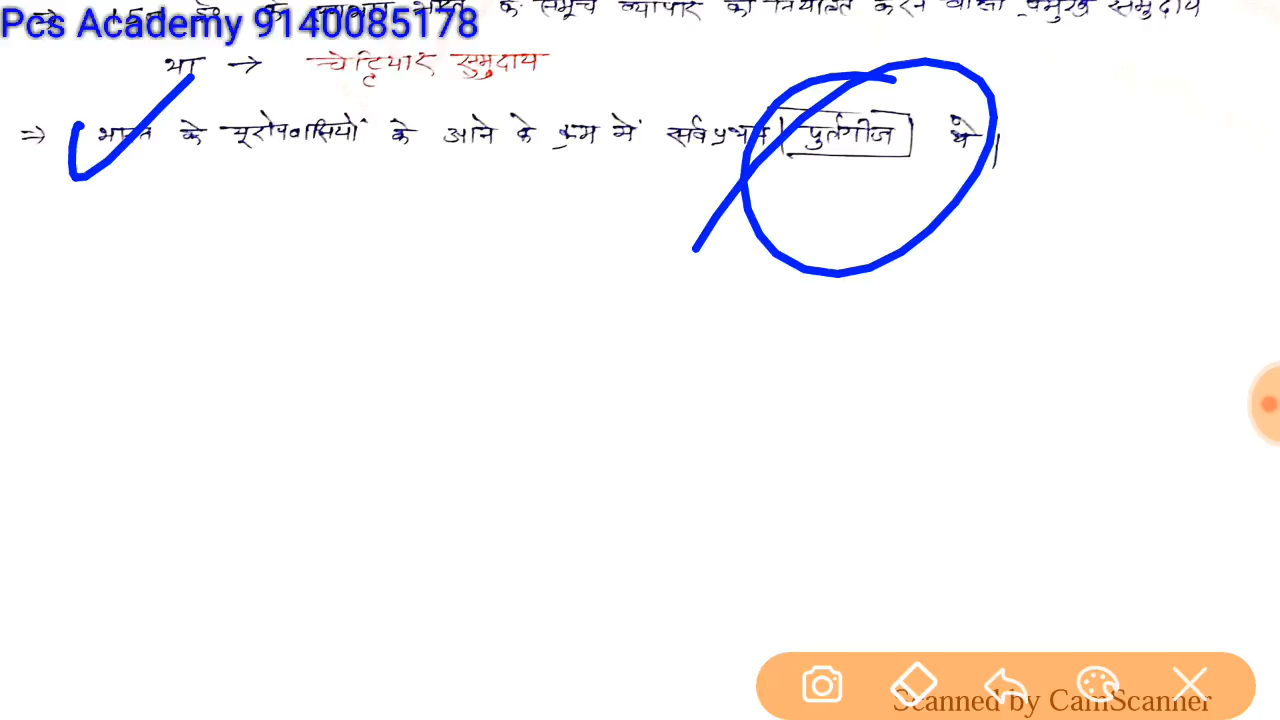 Pcs Academy 9140085178
के समूचे व्यापार को नियंत्रित करने वाला प्रमुख समुदाय
था → चेट्टियार समुदाय
⇒ भारत के यूरोपवासियों के आने के क्रम में सर्वप्रथम पुर्तगीज थे|
Scanned by CamScanner